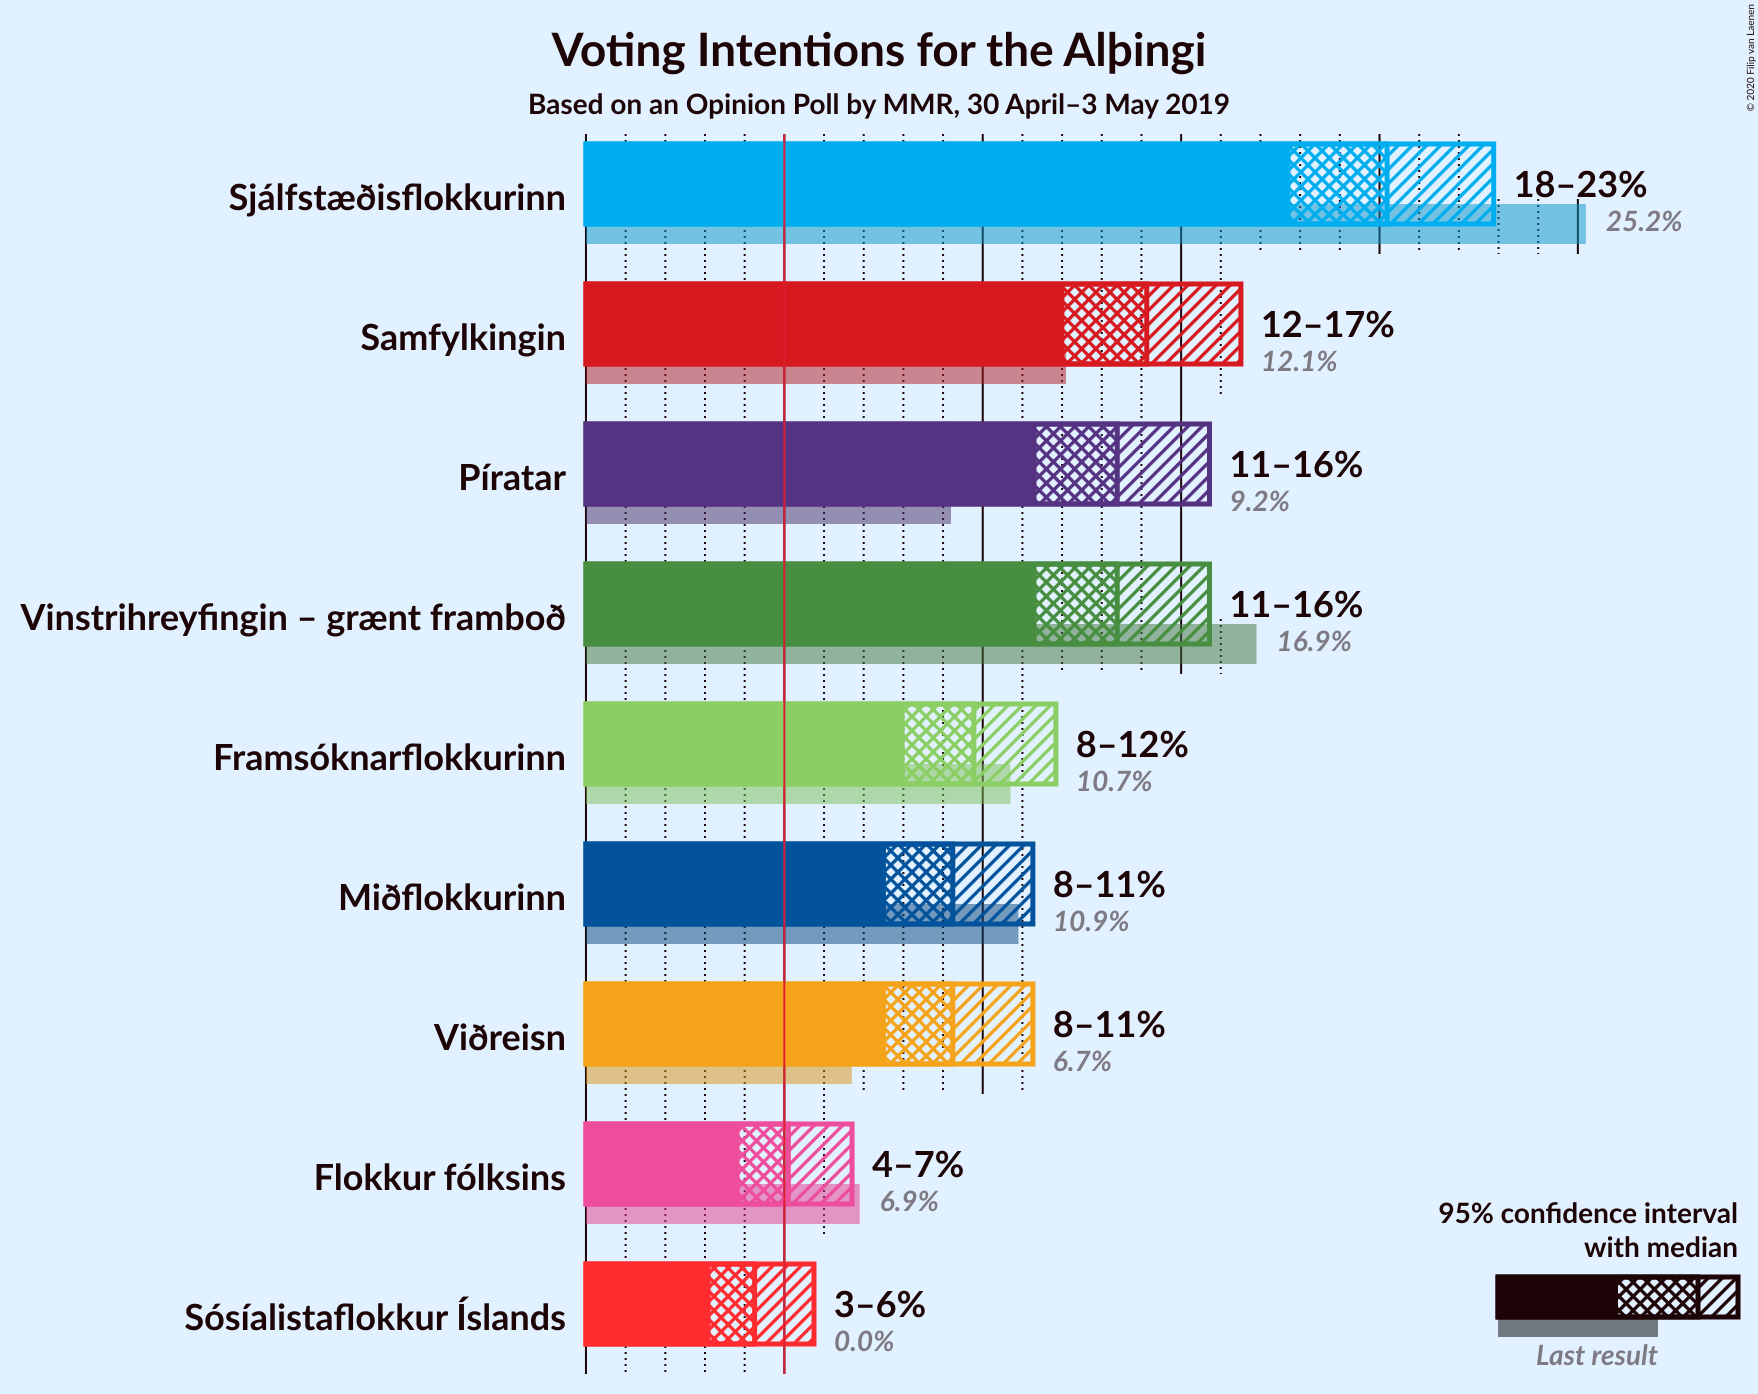 Voting Intentions for the Alþingi
Based on an Opinion Poll by MMR, 30 April–3 May 2019
© 2020 Filip van Laenen
Sjálfstæðisflokkurinn
18–23%
25.2%
Samfylkingin
12–17%
12.1%
Píratar
11–16%
9.2%
Vinstrihreyfingin – grænt framboð
11–16%
16.9%
Framsóknarflokkurinn
8–12%
10.7%
Miðflokkurinn
8–11%
10.9%
Viðreisn
8–11%
6.7%
Flokkur fólksins
4–7%
6.9%
Sósíalistaflokkur Íslands
3–6%
0.0%
95% confidence interval
with median
Last result